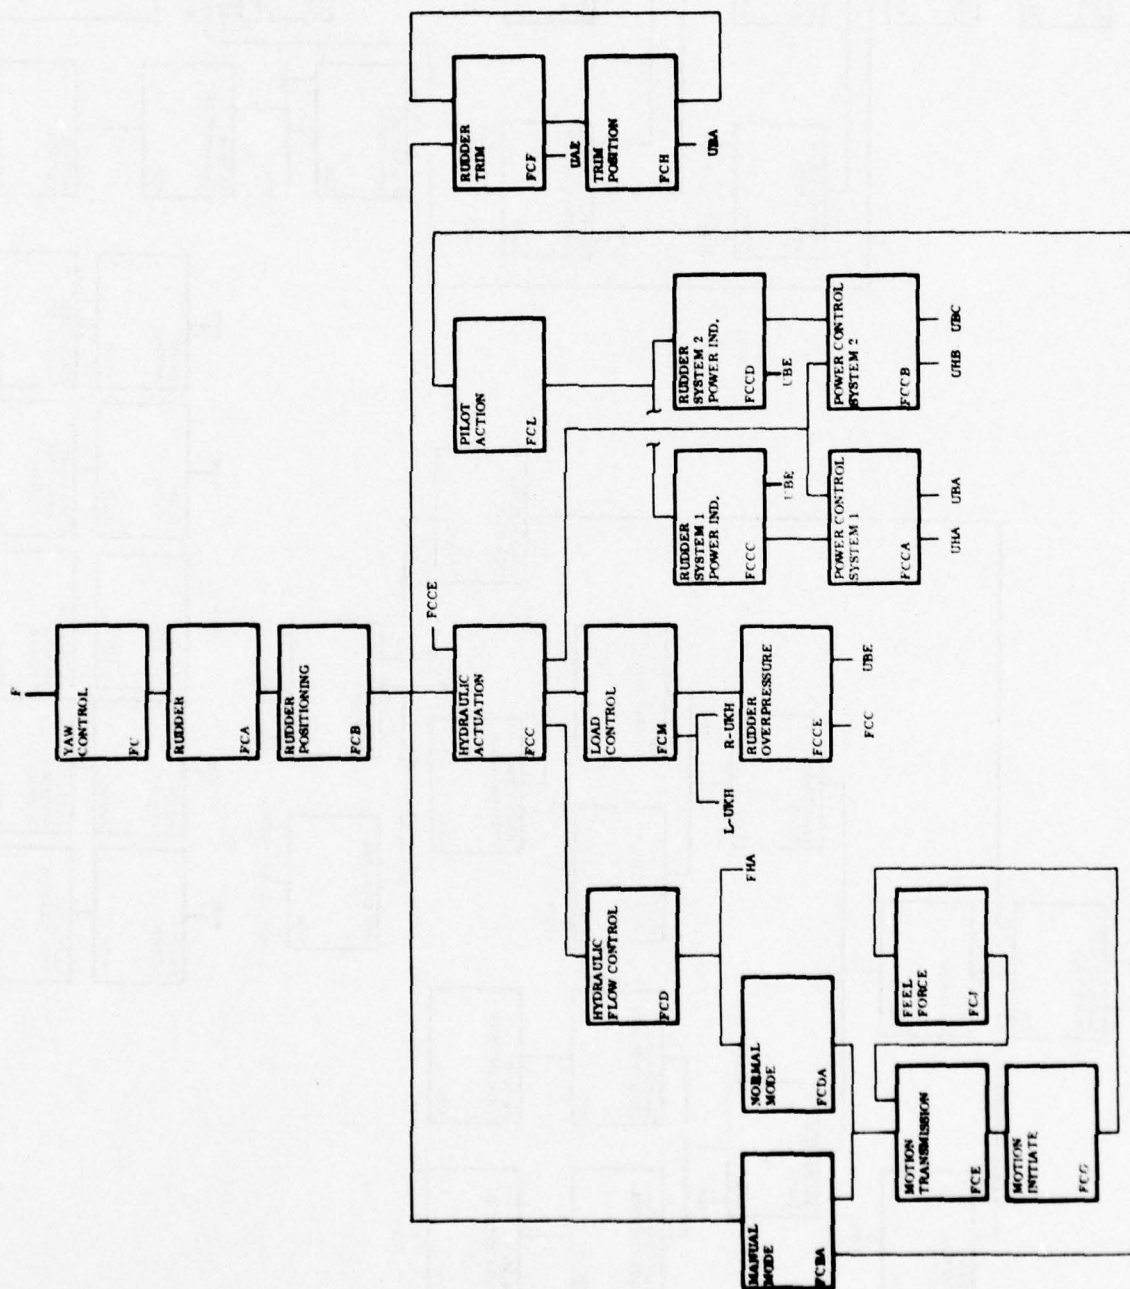 F
YAW
CONTROL
FC
RUDDER
FCA
RUDDER
POSITIONING
FCB
FCCE
HYDRAULIC
ACTUATION
FCC
LOAD
CONTROL
FCM
L-UKH
R-UKH
RUDDER
OVERPRESSURE
FCCE
FCC
UBE
RUDDER
TRIM
FCF
UAE
TRIM
POSITION
FCH
UBA
PILOT
ACTION
FCL
RUDDER
SYSTEM 1
POWER IND.
FCCC
UBE
RUDDER
SYSTEM 2
POWER IND.
FCCD
UBE
POWER CONTROL
SYSTEM 1
FCCA
UHA
UBA
POWER CONTROL
SYSTEM 2
FCCB
UHB
UBC
HYDRAULIC
FLOW CONTROL
FCD
FHA
MANUAL
MODE
FCBA
NORMAL
MODE
FCDA
MOTION
TRANSMISSION
FCE
FEEL
FORCE
FCJ
MOTION
INITIATE
FCG